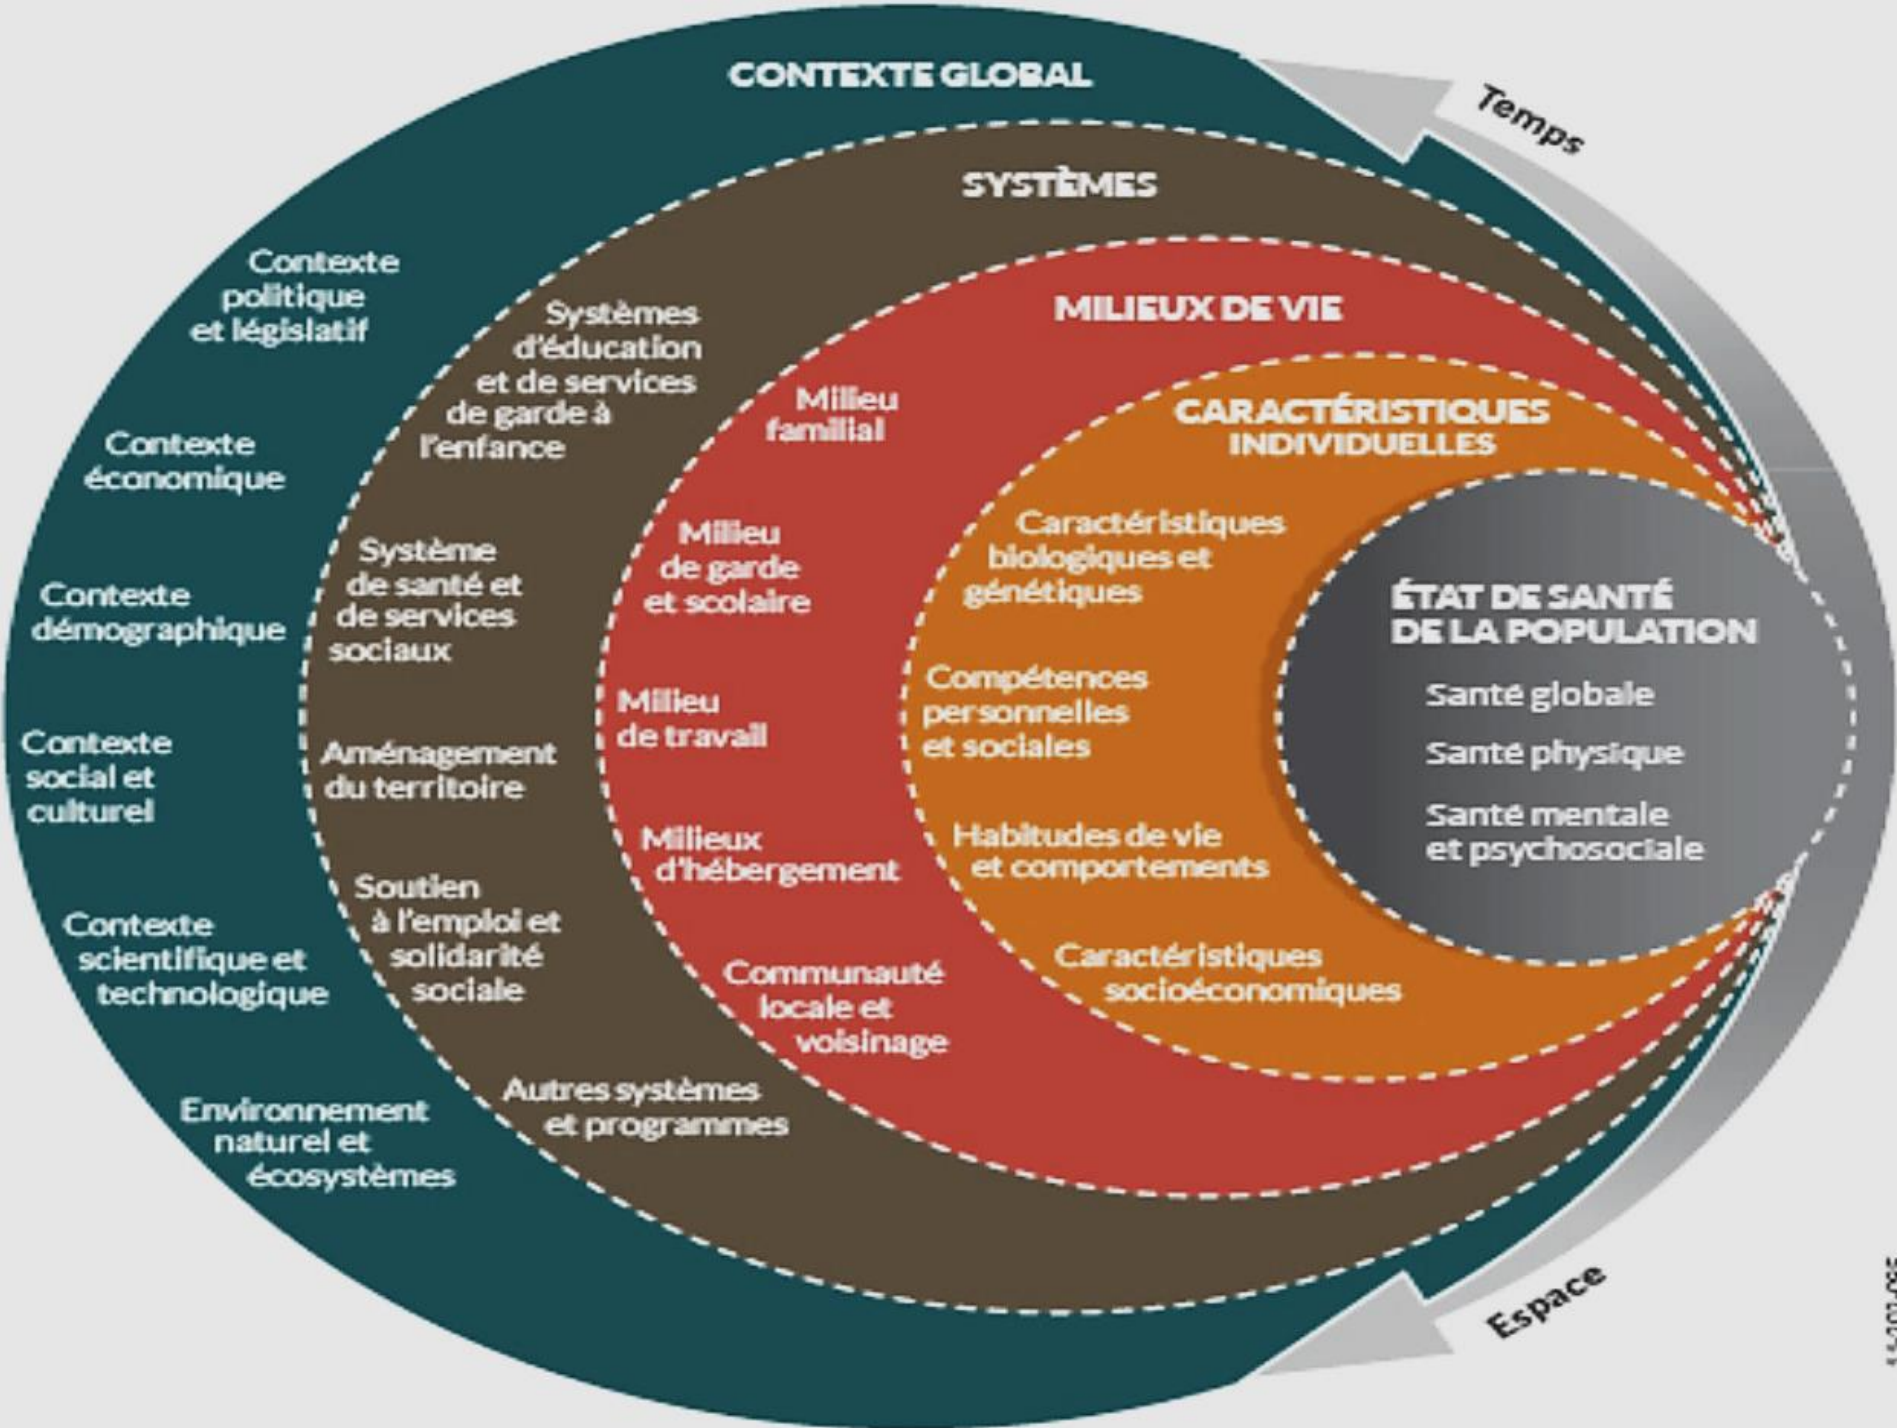 CONTEXTE GLOBAL
Temps
SYSTÈMES
MILIEUX DE VIE
CARACTÉRISTIQUES
INDIVIDUELLES
ÉTAT DE SANTÉ
DE LA POPULATION
Santé globale
Santé physique
Santé mentale
et psychosociale
Contexte
politique
et législatif
Contexte
économique
Contexte
démographique
Contexte
social et
culturel
Contexte
scientifique et
technologique
Environnement
naturel et
écosystèmes
Systèmes
d'éducation
et de services
de garde à
l'enfance
Système
de santé et
de services
sociaux
Aménagement
du territoire
Soutien
à l'emploi et
solidarité
sociale
Autres systèmes
et programmes
Milieu
familial
Milieu
de garde
et scolaire
Milieu
de travail
Milieux
d'hébergement
Communauté
locale et
voisinage
Caractéristiques
biologiques et
génétiques
Compétences
personnelles
et sociales
Habitudes de vie
et comportements
Caractéristiques
socioéconomiques
Espace